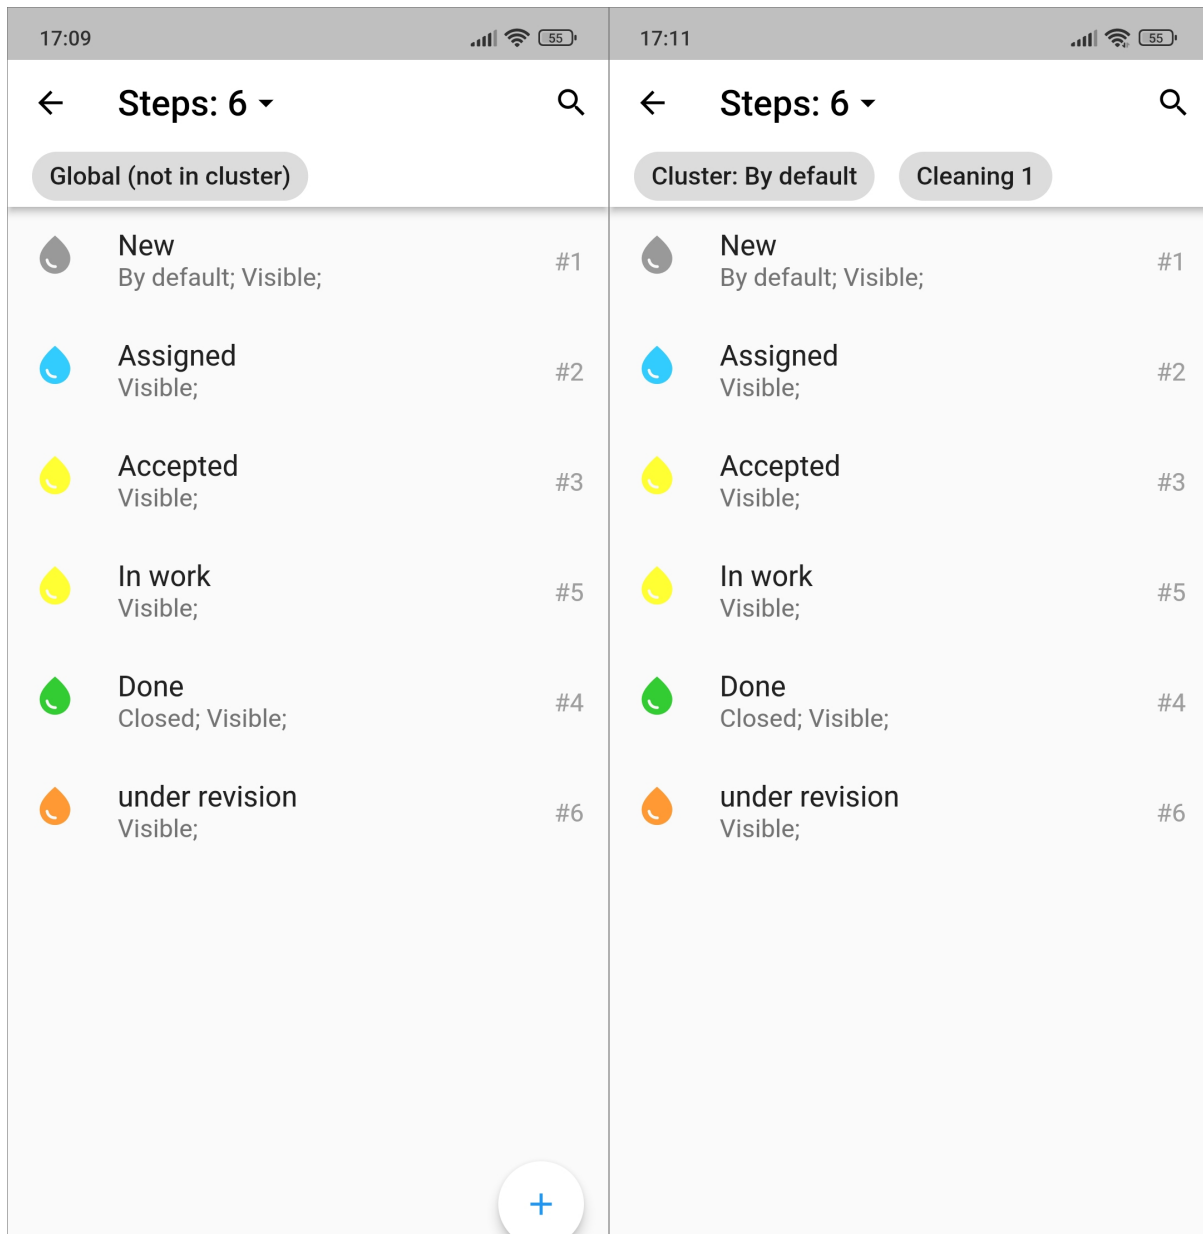 17:09
55
Steps: 6
Global (not in cluster)
New
By default; Visible;
#1
Assigned
Visible;
#2
Accepted
Visible;
#3
In work
Visible;
#5
Done
Closed; Visible;
#4
under revision
Visible;
#6
+
17:11
55
Steps: 6
Cluster: By default
Cleaning 1
New
By default; Visible;
#1
Assigned
Visible;
#2
Accepted
Visible;
#3
In work
Visible;
#5
Done
Closed; Visible;
#4
under revision
Visible;
#6